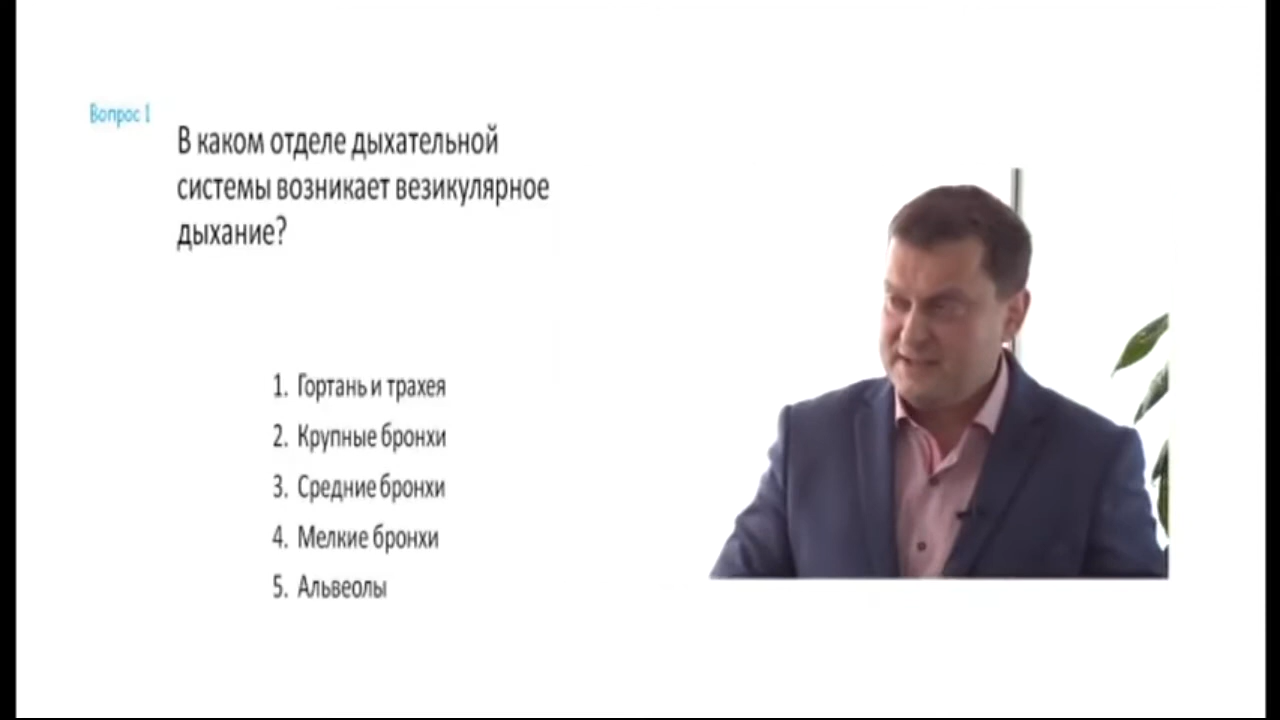 Вопрос 1
В каком отделе дыхательной
системы возникает везикулярное
дыхание?
1. Гортань и трахея
2. Крупные бронхи
3. Средние бронхи
4. Мелкие бронхи
5. Альвеолы